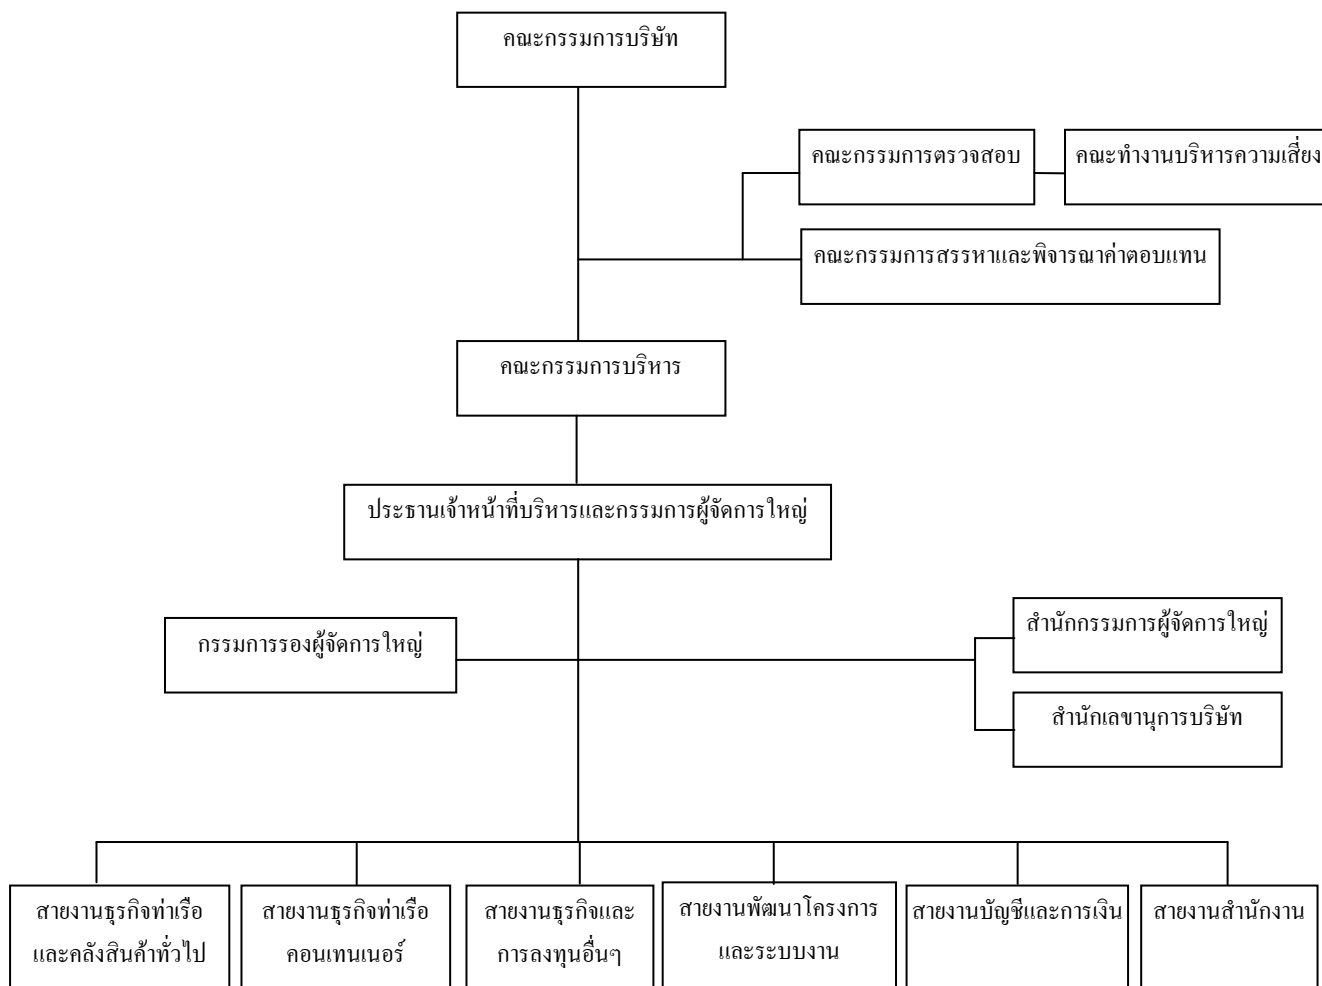 คณะกรรมการบริษัท
คณะกรรมการตรวจสอบ
คณะทำงานบริหารความเสี่ยง
คณะกรรมการสรรหาและพิจารณาค่าตอบแทน
คณะกรรมการบริหาร
ประธานเจ้าหน้าที่บริหารและกรรมการผู้จัดการใหญ่
กรรมการรองผู้จัดการใหญ่
สำนักกรรมการผู้จัดการใหญ่
สำนักเลขานุการบริษัท
สายงานธุรกิจท่าเรือ
และคลังสินค้าทั่วไป
สายงานธุรกิจท่าเรือ
คอนเทนเนอร์
สายงานธุรกิจและ
การลงทุนอื่นๆ
สายงานพัฒนาโครงการ
และระบบงาน
สายงานบัญชีและการเงิน
สายงานสำนักงาน